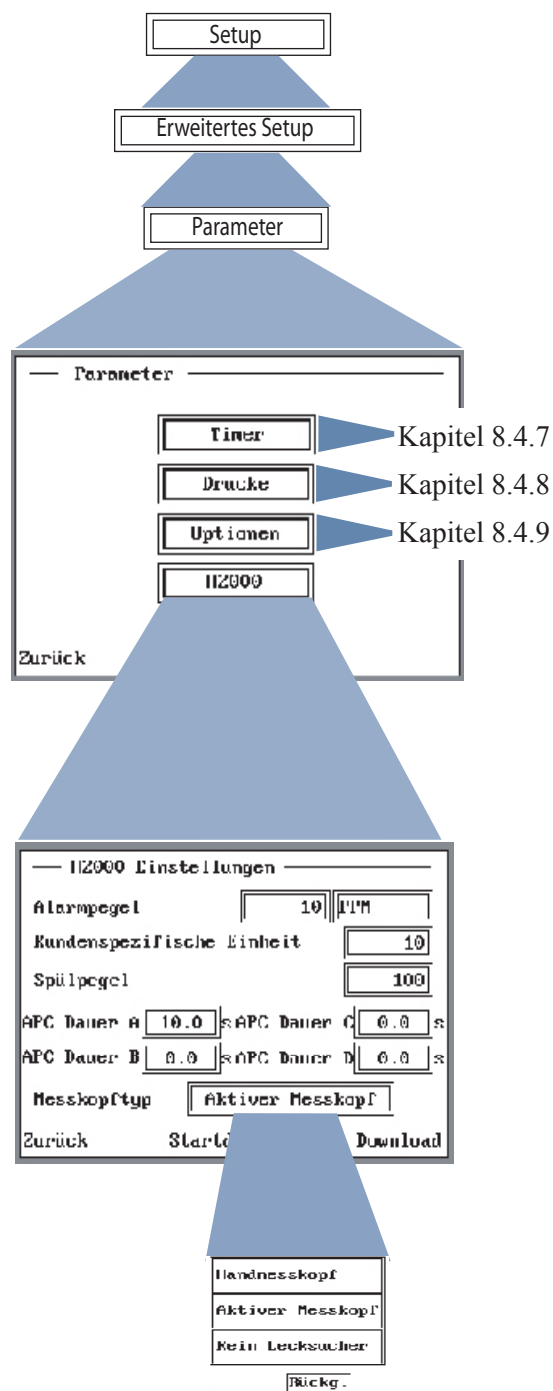 Setup
Erweitertes Setup
Parameter
Parameter
Timer
Kapitel 8.4.7
Drucke
Kapitel 8.4.8
Optionen
Kapitel 8.4.9
H2000
Zurück
H2000 Einstellungen
Alarmpegel 10 PPM
Kundenspezifische Einheit 10
Spülpegel 100
APC Dauer A 10.0 s APC Dauer C 0.0 s
APC Dauer B 0.0 s APC Dauer D 0.0 s
Messkopftyp Aktiver Messkopf
Zurück Download
Handmesskopf
Aktiver Messkopf
Kein Lecksucher
Rückg.